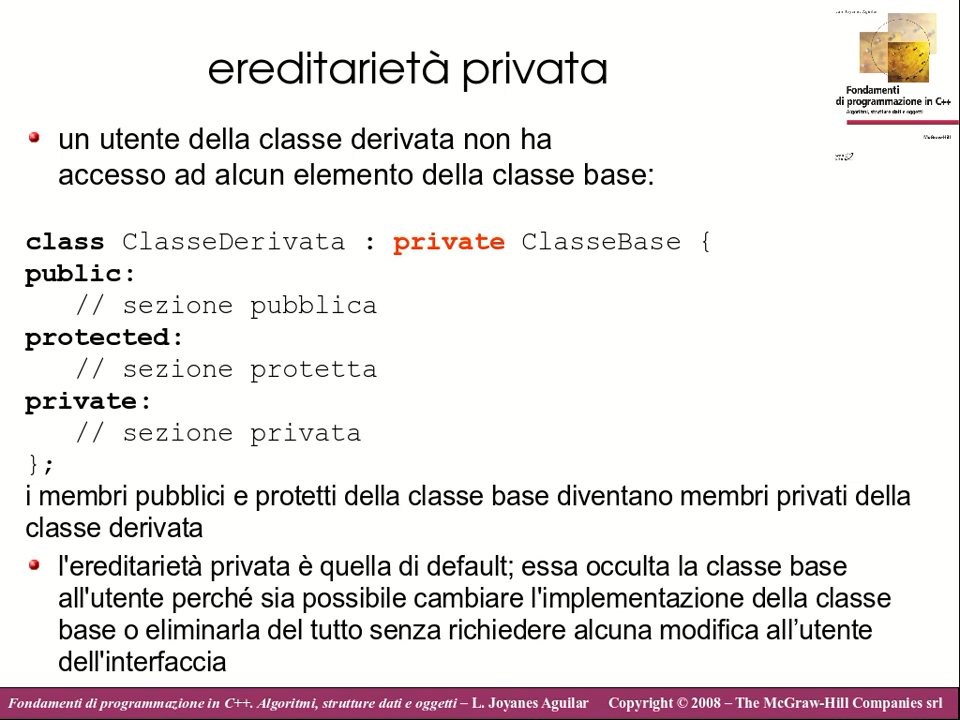 ereditarietà privata
Fondamenti
di programmazione in C++
Algoritmi, strutture dati e oggetti
McGraw-Hill
un utente della classe derivata non ha
accesso ad alcun elemento della classe base:
class ClasseDerivata : private ClasseBase {
public:
// sezione pubblica
protected:
// sezione protetta
private:
// sezione privata
};
i membri pubblici e protetti della classe base diventano membri privati della
classe derivata
l'ereditarietà privata è quella di default; essa occulta la classe base
all'utente perché sia possibile cambiare l'implementazione della classe
base o eliminarla del tutto senza richiedere alcuna modifica all’utente
dell'interfaccia
Fondamenti di programmazione in C++. Algoritmi, strutture dati e oggetti – L. Joyanes Aguilar Copyright © 2008 – The McGraw-Hill Companies srl